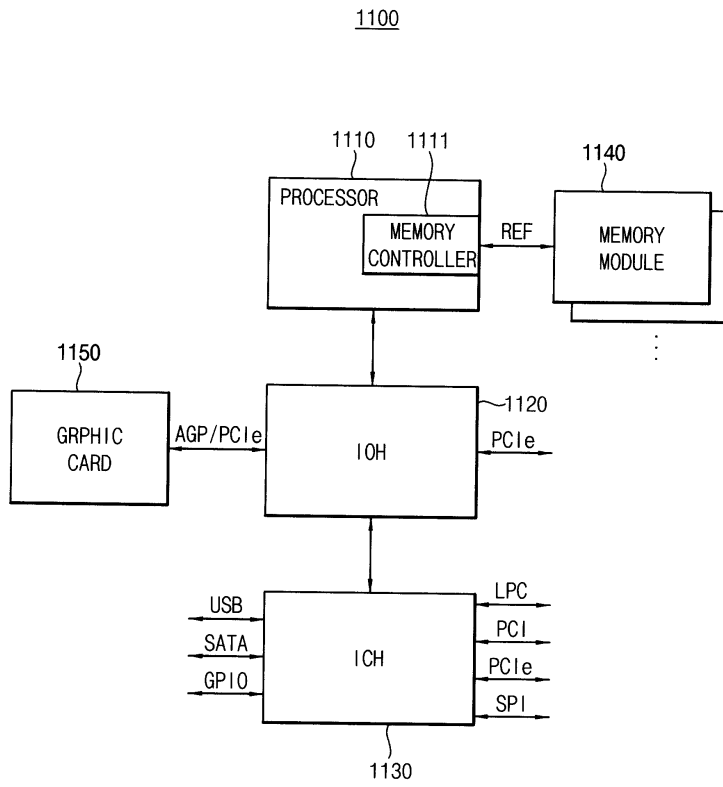 1100
1110
1111
1140
PROCESSOR
MEMORY
CONTROLLER
REF
MEMORY
MODULE
1150
1120
GRPHIC
CARD
AGP/PCIe
IOH
PCIe
USB
SATA
GPIO
ICH
LPC
PCI
PCIe
SPI
1130